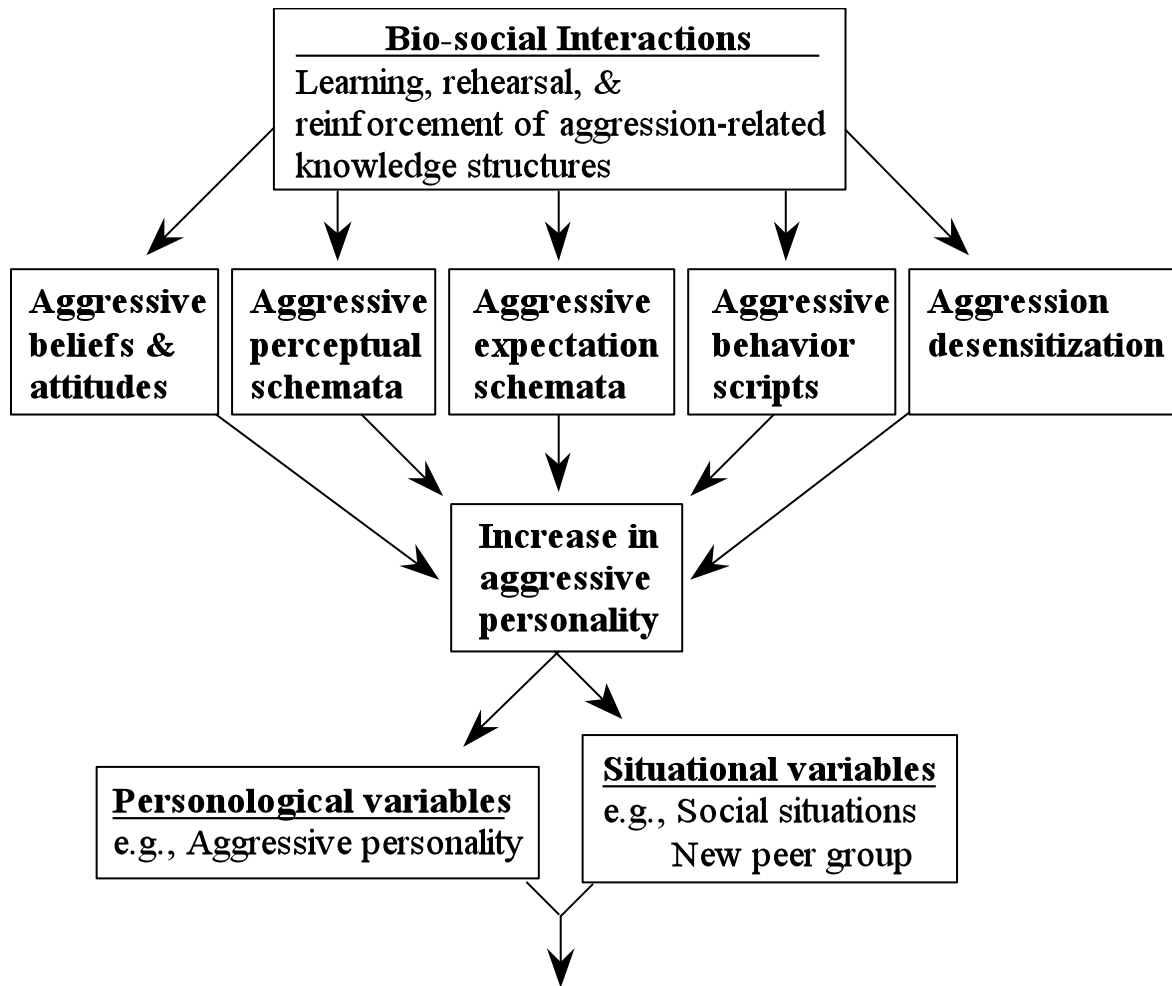 Bio-social Interactions
Learning, rehearsal, &
reinforcement of aggression-related
knowledge structures
Aggressive
beliefs &
attitudes
Aggressive
perceptual
schemata
Aggressive
expectation
schemata
Aggressive
behavior
scripts
Aggression
desensitization
Increase in
aggressive
personality
Personological variables
e.g., Aggressive personality
Situational variables
e.g., Social situations
New peer group